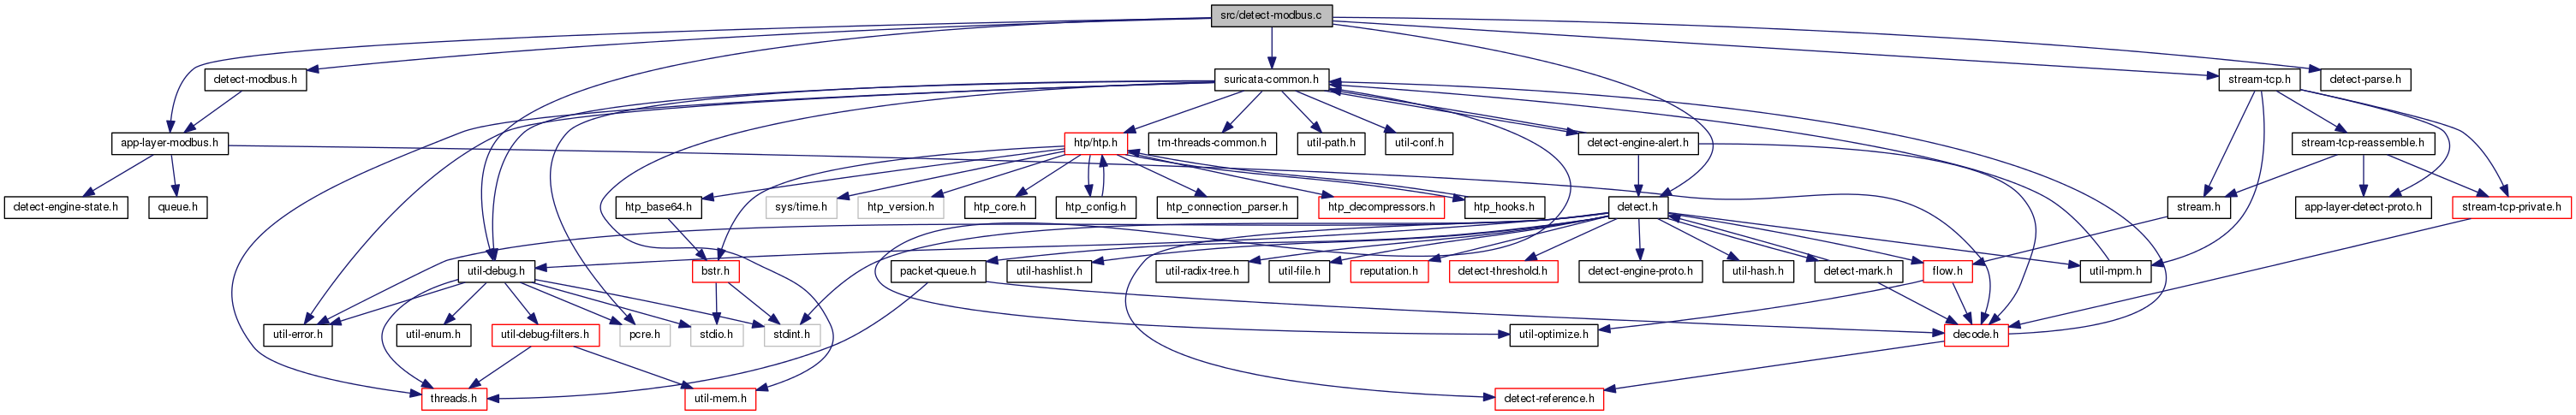 src/detect-modbus.c
detect-modbus.h
suricata-common.h
stream-tcp.h
detect-parse.h
app-layer-modbus.h
htp/htp.h
tm-threads-common.h
util-path.h
util-conf.h
detect-engine-alert.h
stream-tcp-reassemble.h
detect-engine-state.h
queue.h
htp_base64.h
sys/time.h
htp_version.h
htp_core.h
htp_config.h
htp_connection_parser.h
htp_decompressors.h
htp_hooks.h
detect.h
stream.h
app-layer-detect-proto.h
stream-tcp-private.h
util-debug.h
bstr.h
packet-queue.h
util-hashlist.h
util-radix-tree.h
util-file.h
reputation.h
detect-threshold.h
detect-engine-proto.h
util-hash.h
detect-mark.h
flow.h
util-mpm.h
util-error.h
util-enum.h
util-debug-filters.h
pcre.h
stdio.h
stdint.h
util-optimize.h
decode.h
threads.h
util-mem.h
detect-reference.h